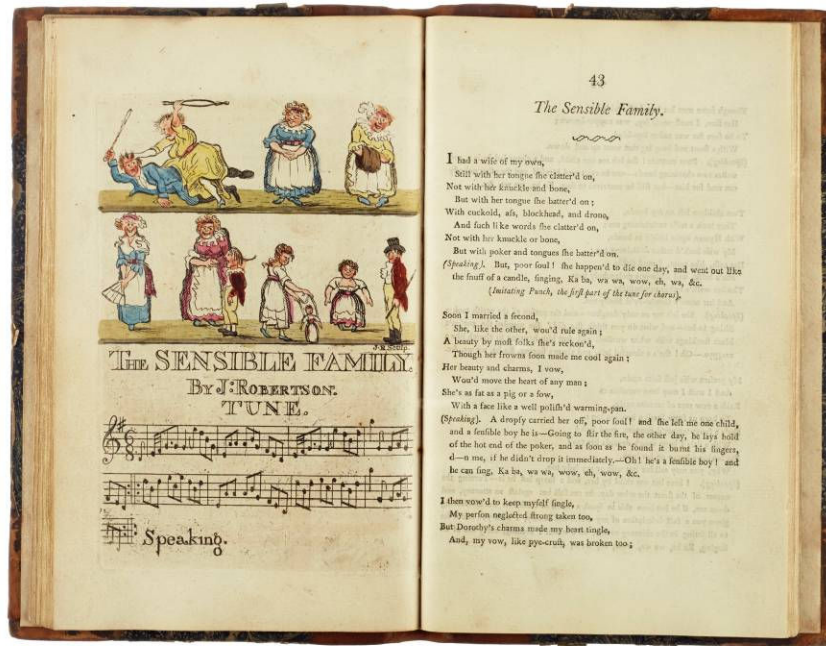 J.R. Sculp.
THE SENSIBLE FAMILY.
BY J: ROBERTSON.
TUNE.
Speaking.
43
The Sensible Family.
I had a wife of my own,
Still with her tongue ſhe clatter'd on,
Not with her knuckle and bone,
But with her tongue ſhe batter'd on;
With cuckold, aſs, blockhead, and drone,
And ſuch like words ſhe clatter'd on,
Not with her knuckle or bone,
But with poker and tongues ſhe batter'd on.
(Speaking). But, poor ſoul! ſhe happen'd to die one day, and went out like
the ſnuff of a candle, ſinging, Ka ba, wa wa, wow, eh, wa, &c.
(Imitating Punch, the firſt part of the tune for chorus).
Soon I married a ſecond,
She, like the other, wou'd rule again;
A beauty by moſt folks ſhe's reckon'd,
Though her frowns ſoon made me cool again;
Her beauty and charms, I vow,
Wou'd move the heart of any man;
She's as fat as a pig or a ſow,
With a face like a well poliſh'd warming-pan.
(Speaking). A dropſy carried her off, poor ſoul! and ſhe left me one child,
and a ſenſible boy he is—Going to ſtir the fire, the other day, he lays hold
of the hot end of the poker, and as ſoon as he found it burnt his fingers,
d—n me, if he didn't drop it immediately.—Oh! he's a ſenſible boy! and
he can ſing, Ka ba, wa wa, wow, eh, wow, &c.
I then vow'd to keep myſelf ſingle,
My perſon neglected ſtrong taken too,
But Dorothy's charms made my heart tingle,
And, my vow, like pye-cruſt, was broken too;